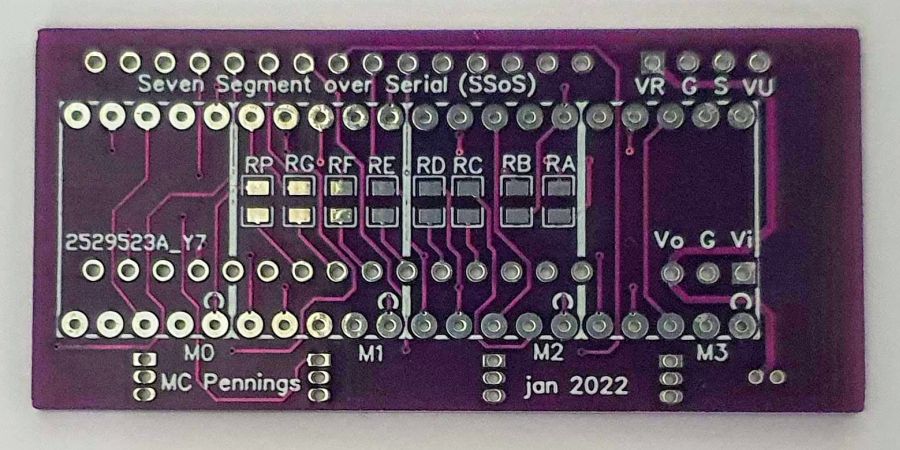 Seven Segment over Serial (SSoS)
VR G S VU
RP RG RF RE RD RC RB RA
2529523A_Y7
Vo G Vi
M0 M1 M2 M3
MC Pennings
jan 2022